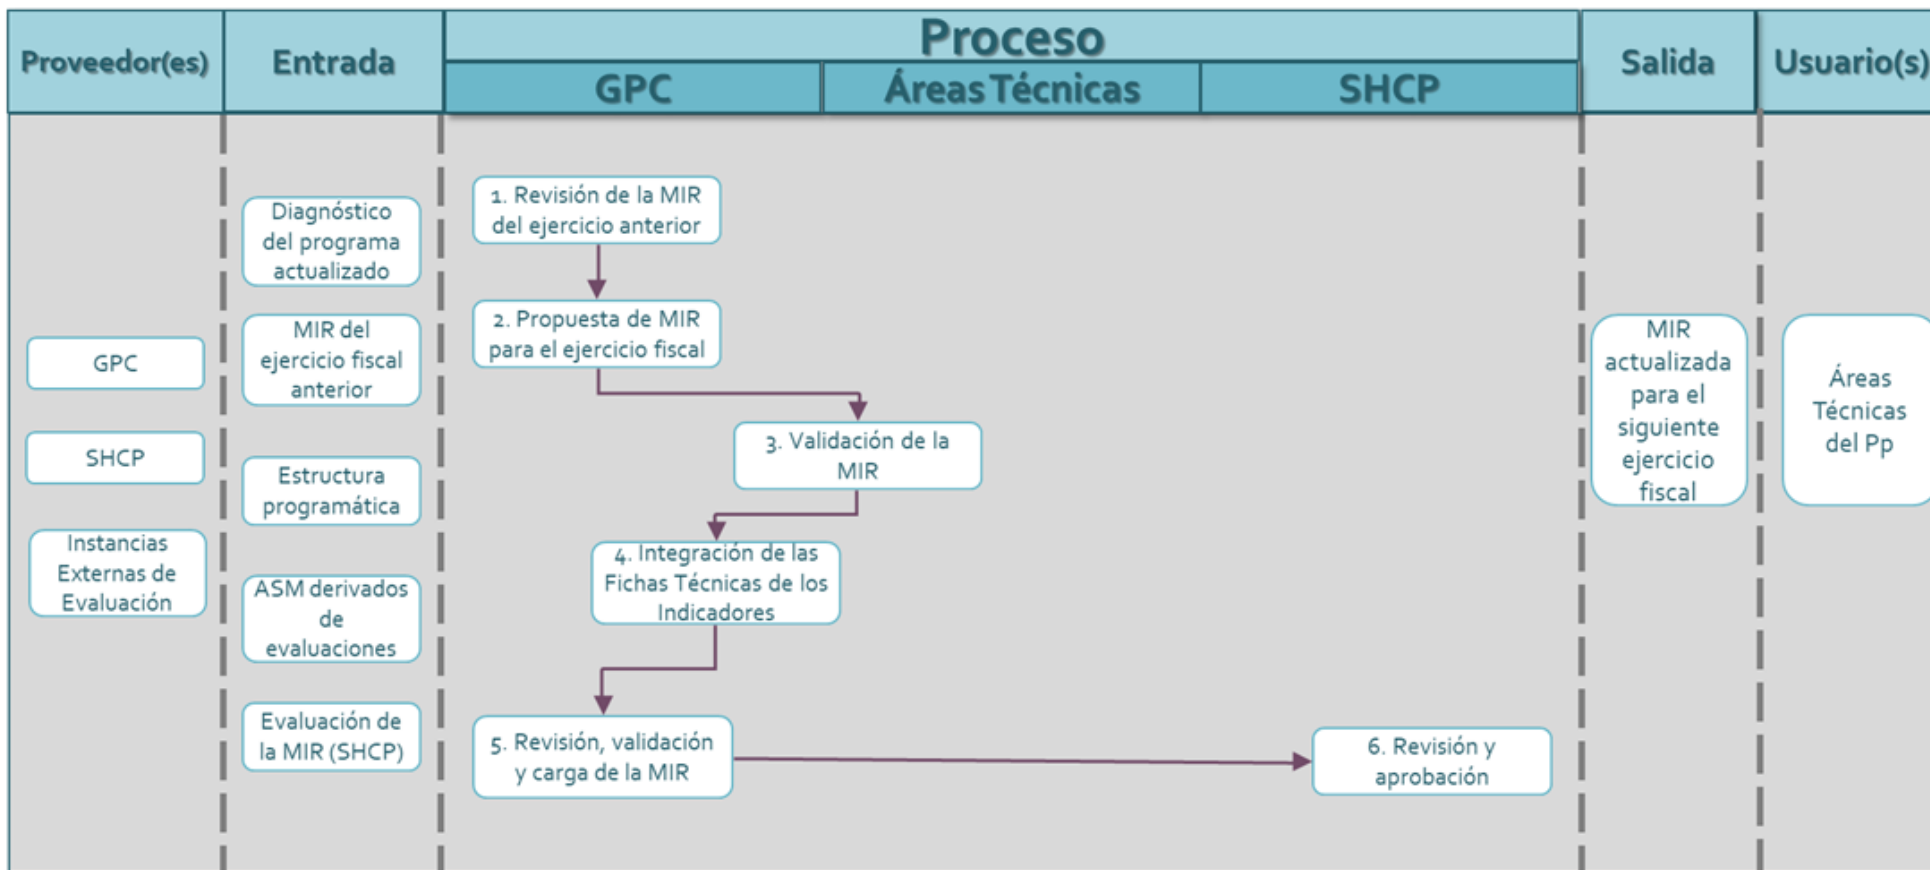 Proveedor(es)
Entrada
Proceso
GPC
Áreas Técnicas
SHCP
Salida
Usuario(s)
GPC
SHCP
Instancias
Externas de
Evaluación
Diagnóstico
del programa
actualizado
MIR del
ejercicio fiscal
anterior
Estructura
programática
ASM derivados
de
evaluaciones
Evaluación de
la MIR (SHCP)
1. Revisión de la MIR
del ejercicio anterior
2. Propuesta de MIR
para el ejercicio fiscal
3. Validación de la
MIR
4. Integración de las
Fichas Técnicas de los
Indicadores
5. Revisión, validación
y carga de la MIR
6. Revisión y
aprobación
MIR
actualizada
para el
siguiente
ejercicio
fiscal
Áreas
Técnicas
del Pp